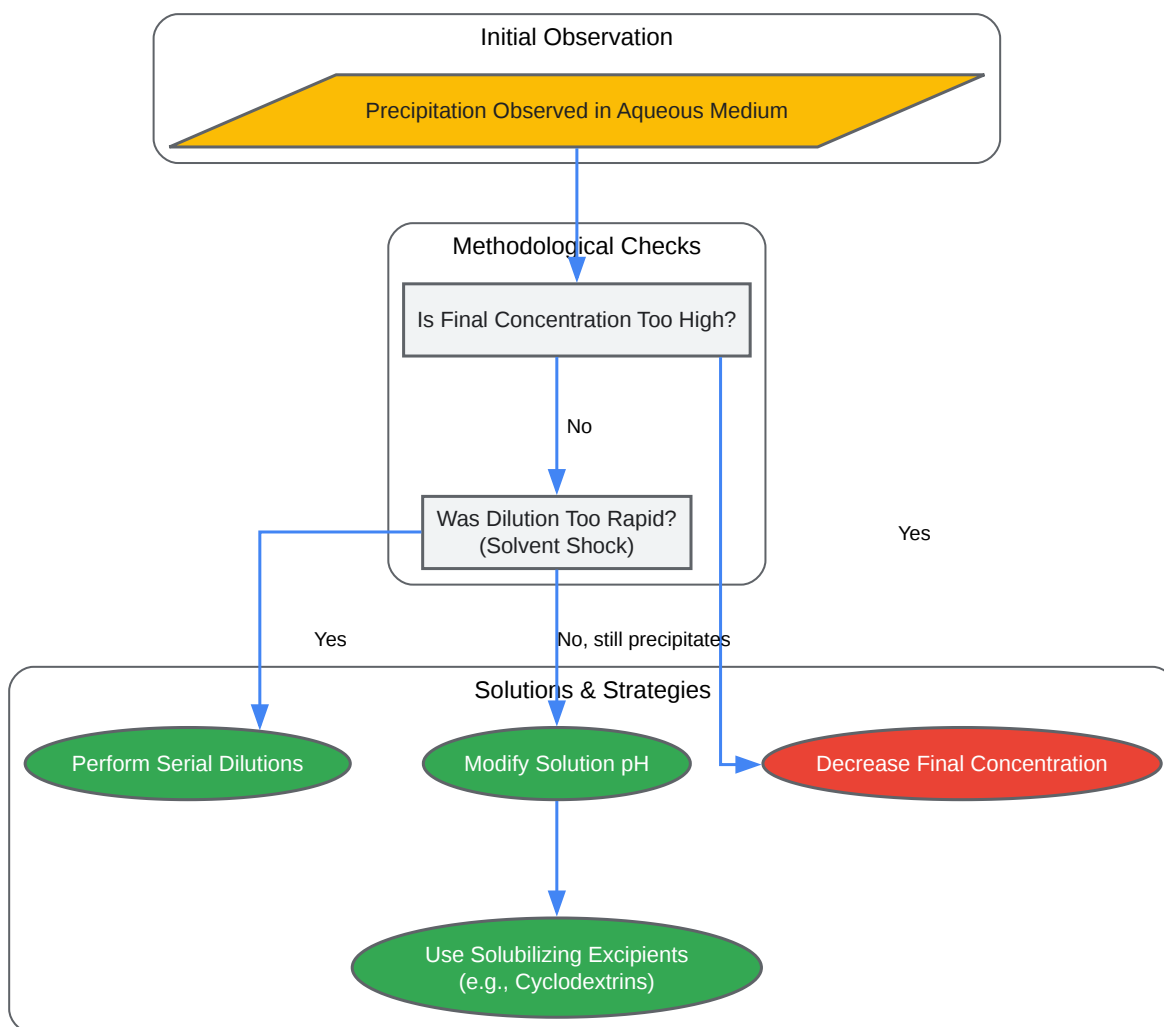 Initial Observation
Precipitation Observed in Aqueous Medium
Methodological Checks
Is Final Concentration Too High?
No
Was Dilution Too Rapid?
(Solvent Shock)
Yes
Yes
No, still precipitates
Solutions & Strategies
Perform Serial Dilutions
Modify Solution pH
Decrease Final Concentration
Use Solubilizing Excipients
(e.g., Cyclodextrins)